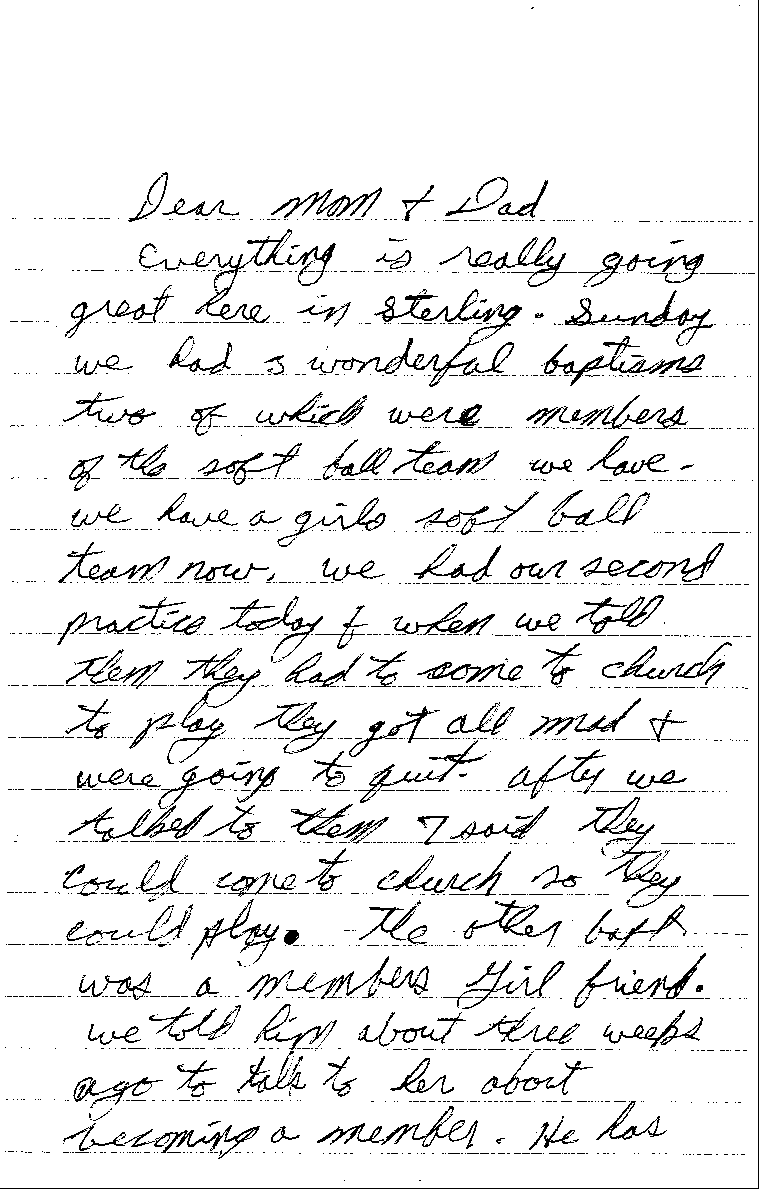 Dear Mom & Dad
Everything is really going
great here in Sterling. Sunday
we had 3 wonderful baptisms
two of which were members
of the soft ball team we have.
we have a girls soft ball
team now. we had our second
practice today & when we told
them they had to come to church
to play they got all mad &
were going to quit. after we
talked to them I said they
could come to church so they
could play. The other bapt
was a members Girl friend.
we told him about three weeks
ago to talk to her about
becoming a member. He has